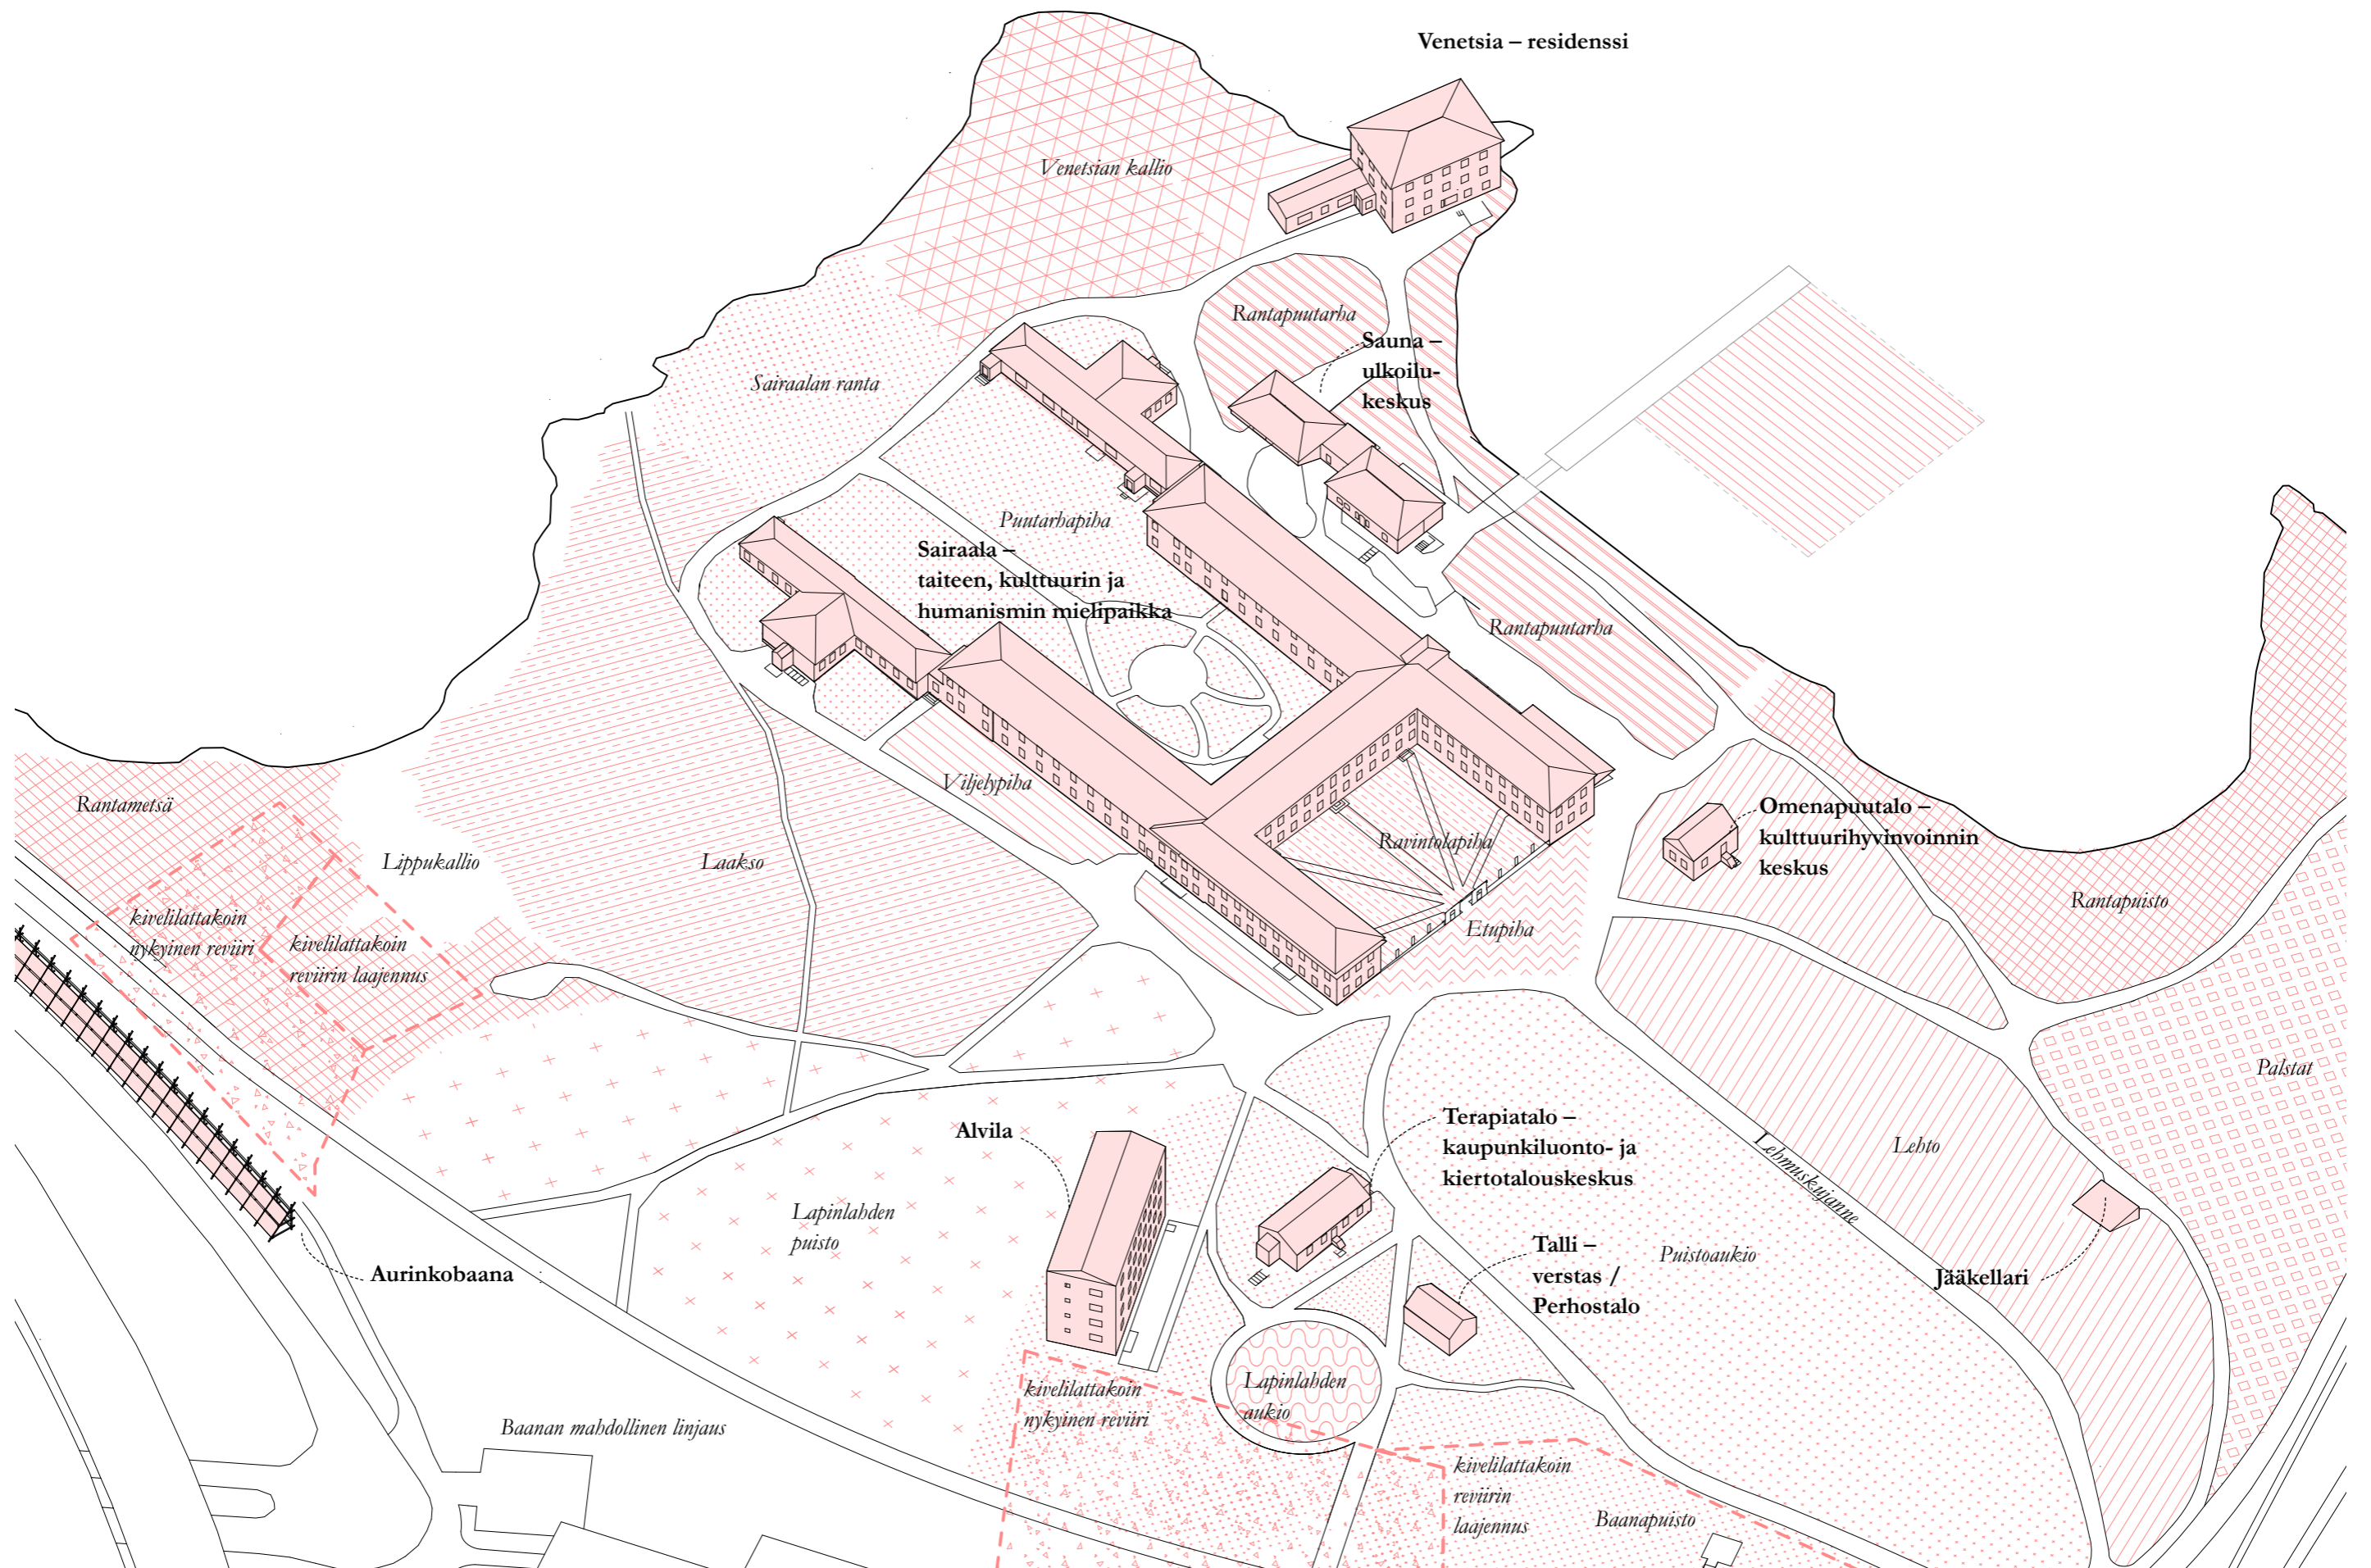 Venetsia – residenssi
Venetsian kallio
Rantapuutarha
Sauna –
ulkoilu-
keskus
Sairaalan ranta
Puutarhapiha
Sairaala –
taiteen, kulttuurin ja
humanismin mielipaikka
Rantapuutarha
Viljelypiha
Rantametsä
Lippukallio
Laakso
Ravintolapiha
Omenapuutalo –
kulttuurihyvinvoinnin
keskus
Rantapuisto
Etupiha
kivelilattakoin
nykyinen reviiri
kivelilattakoin
reviirin laajennus
Palstat
Alvila
Terapiatalo –
kaupunkiluonto- ja
kiertotalouskeskus
Lehmuskujanne
Lehto
Lapinlahden
puisto
Talli –
verstas /
Perhostalo
Puistoaukio
Jääkellari
Aurinkobaana
kivelilattakoin
nykyinen reviiri
Lapinlahden
aukio
Baanan mahdollinen linjaus
kivelilattakoin
reviirin
laajennus
Baanapuisto